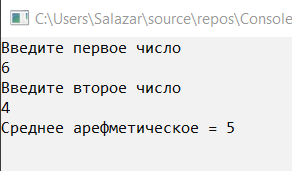 C:\Users\Salazar\source\repos\Console
Введите первое число
6
Введите второе число
4
Среднее арефметическое = 5